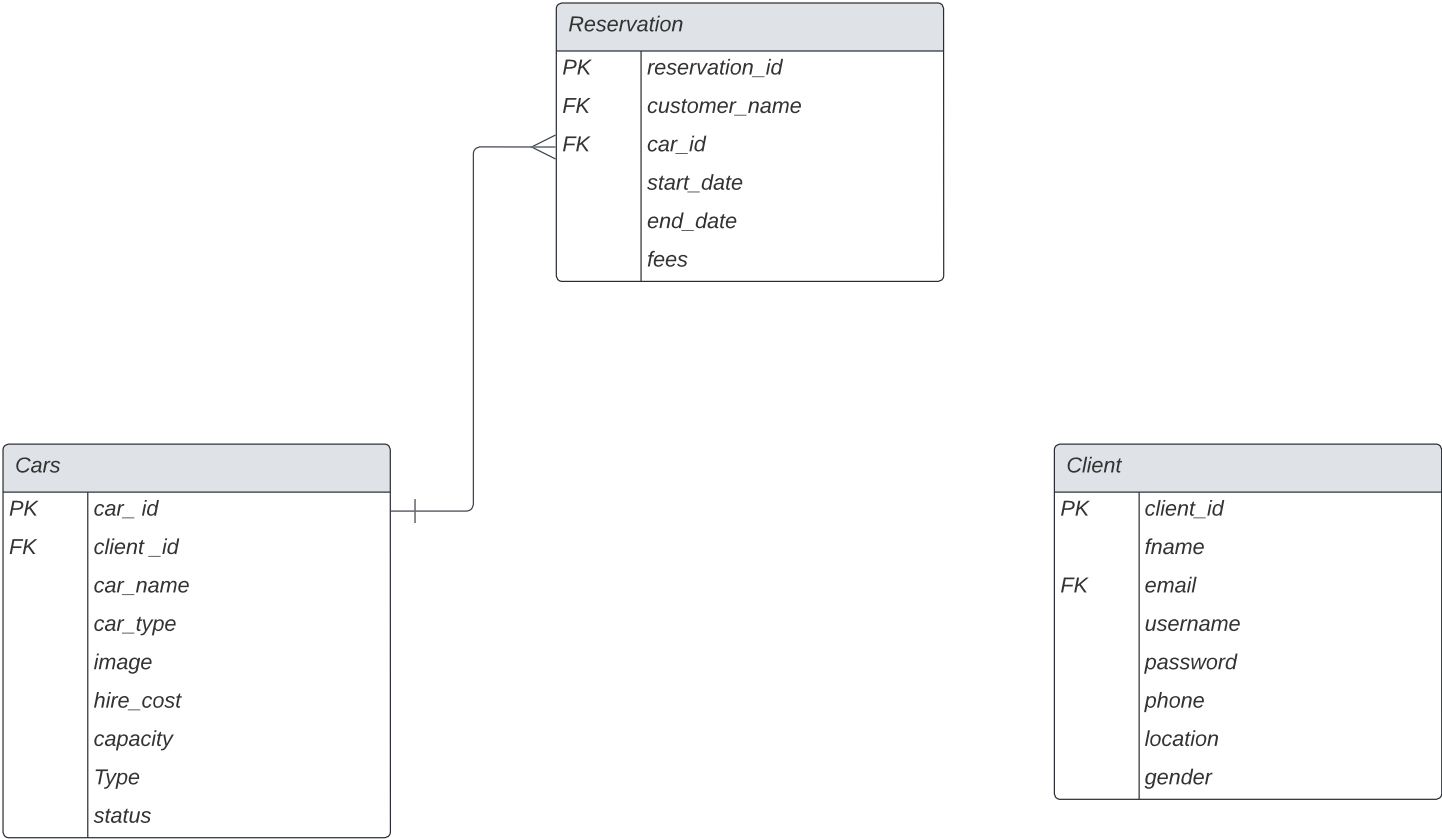 Reservation
PK reservation_id
FK customer_name
FK car_id
start_date
end_date
fees
Cars
PK car_ id
FK client _id
car_name
car_type
image
hire_cost
capacity
Type
status
Client
PK client_id
fname
FK email
username
password
phone
location
gender